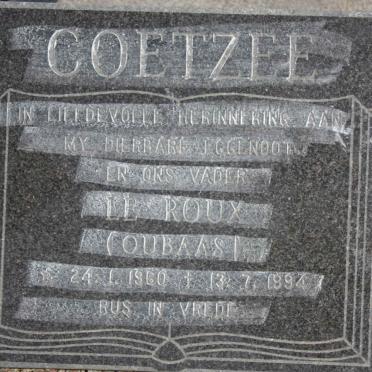 GOETZEE
IN LIEFDEVOLLE HERINNERING AAN
MY DIERBARE EGGENOOT
EN ONS VADER
LE ROUX
(OUBAAS)
* 24.1.1960 † 13.7.1994
RUS IN VREDE